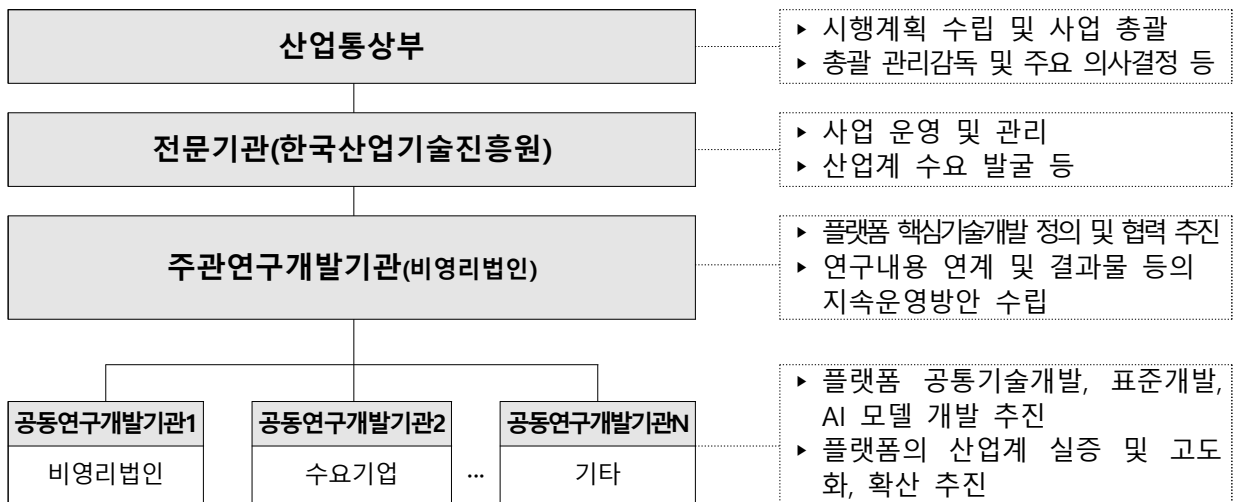 산업통상부
▸ 시행계획 수립 및 사업 총괄
▸ 총괄 관리감독 및 주요 의사결정 등
전문기관(한국산업기술진흥원)
▸ 사업 운영 및 관리
▸ 산업계 수요 발굴 등
주관연구개발기관(비영리법인)
▸ 플랫폼 핵심기술개발 정의 및 협력 추진
▸ 연구내용 연계 및 결과물 등의
지속운영방안 수립
공동연구개발기관1 공동연구개발기관2 공동연구개발기관N
비영리법인 수요기업 ... 기타
▸ 플랫폼 공통기술개발, 표준개발,
AI 모델 개발 추진
▸ 플랫폼의 산업계 실증 및 고도
화, 확산 추진